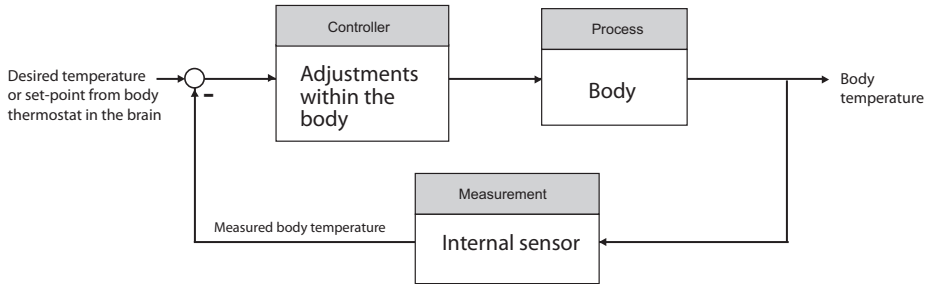 Controller
Process
Desired temperature
or set-point from body
thermostat in the brain
-
Adjustments
within the
body
Body
Body
temperature
Measurement
Measured body temperature
Internal sensor